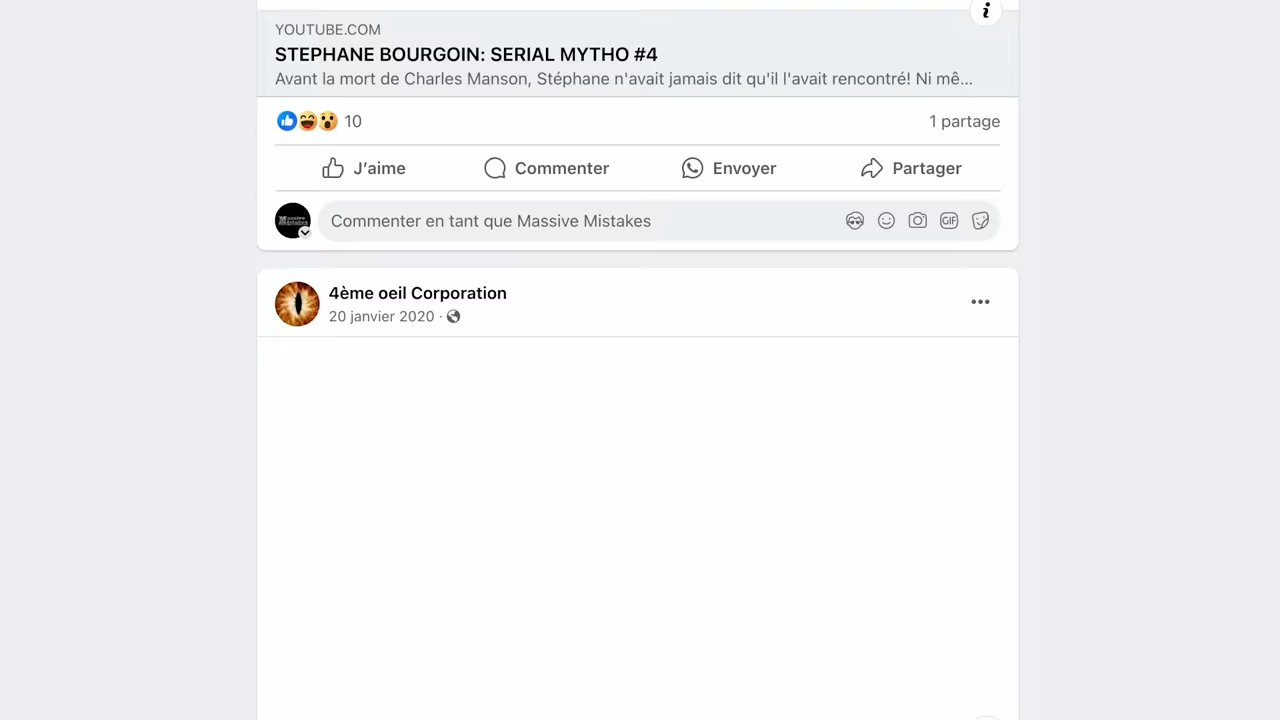 YOUTUBE.COM
STEPHANE BOURGOIN: SERIAL MYTHO #4
Avant la mort de Charles Manson, Stéphane n'avait jamais dit qu'il l'avait rencontré! Ni mê...
10
1 partage
J'aime
Commenter
Envoyer
Partager
Commenter en tant que Massive Mistakes
GIF
4ème oeil Corporation
20 janvier 2020 ·